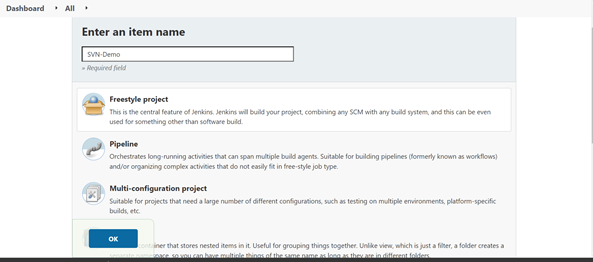 Dashboard
All
Enter an item name
SVN-Demo
» Required field
Freestyle project
This is the central feature of Jenkins. Jenkins will build your project, combining any SCM with any build system, and this can be even
used for something other than software build.
Pipeline
Orchestrates long-running activities that can span multiple build agents. Suitable for building pipelines (formerly known as workflows)
and/or organizing complex activities that do not easily fit in free-style job type.
Multi-configuration project
Suitable for projects that need a large number of different configurations, such as testing on multiple environments, platform-specific
builds, etc.
OK
container that stores nested items in it. Useful for grouping things together. Unlike view, which is just a filter, a folder creates a
so you can have multiple things of the same name as long as they are in different folders.